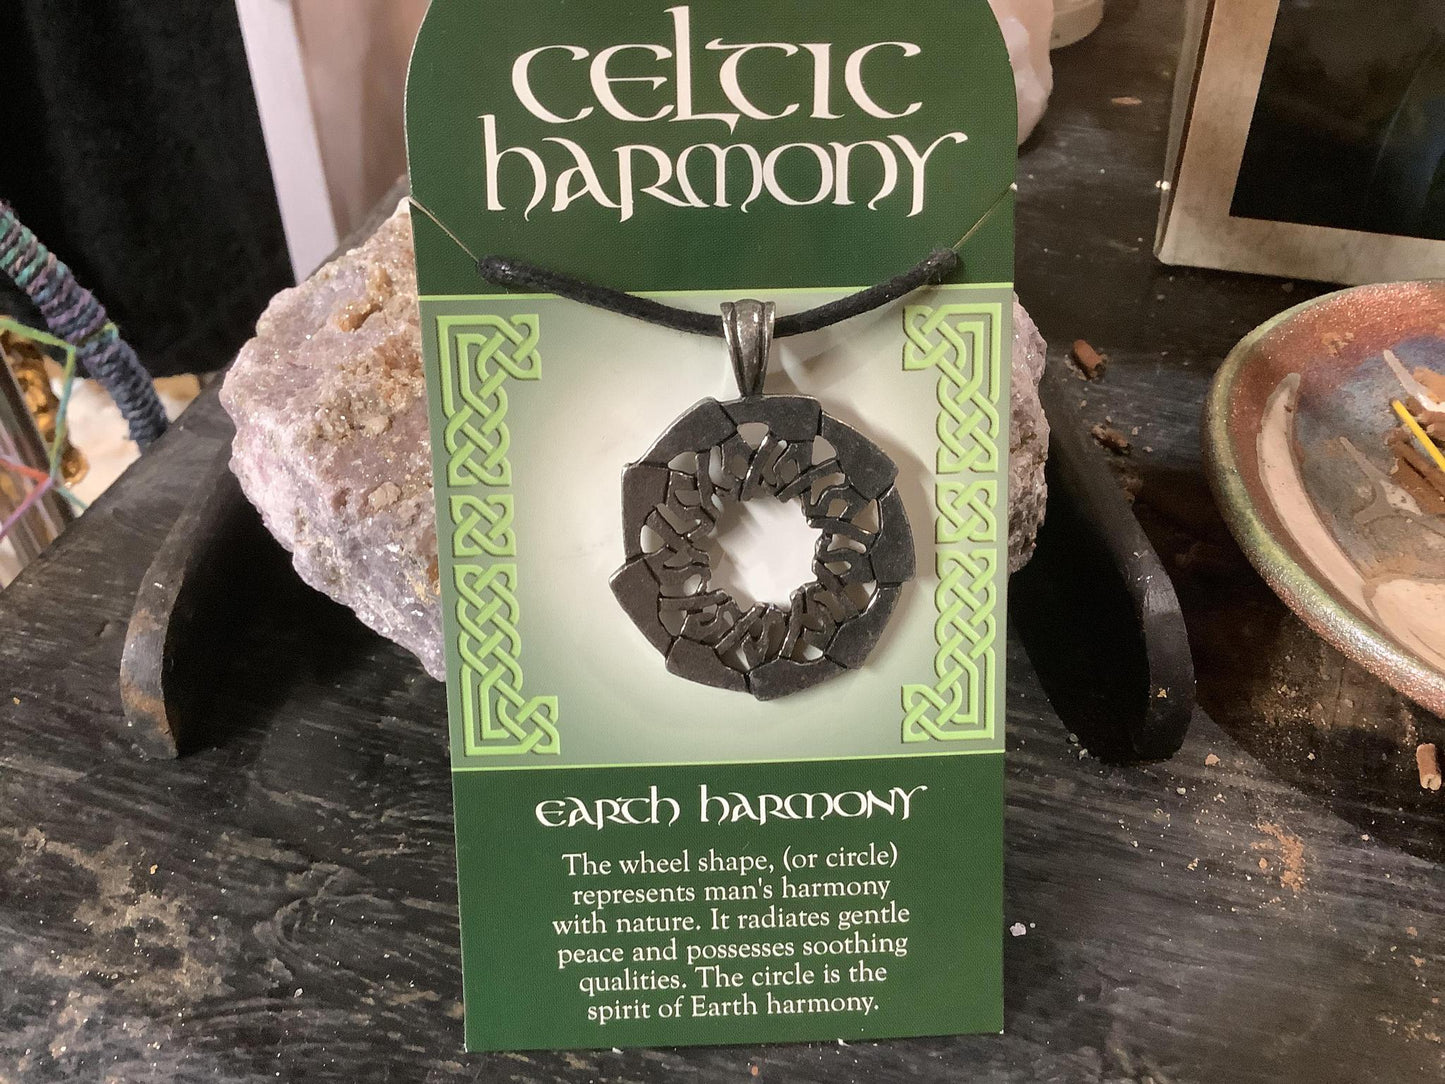 CELTIC
HARMONY
EARTH HARMONY
The wheel shape, (or circle)
represents man's harmony
with nature. It radiates gentle
peace and possesses soothing
qualities. The circle is the
spirit of Earth harmony.